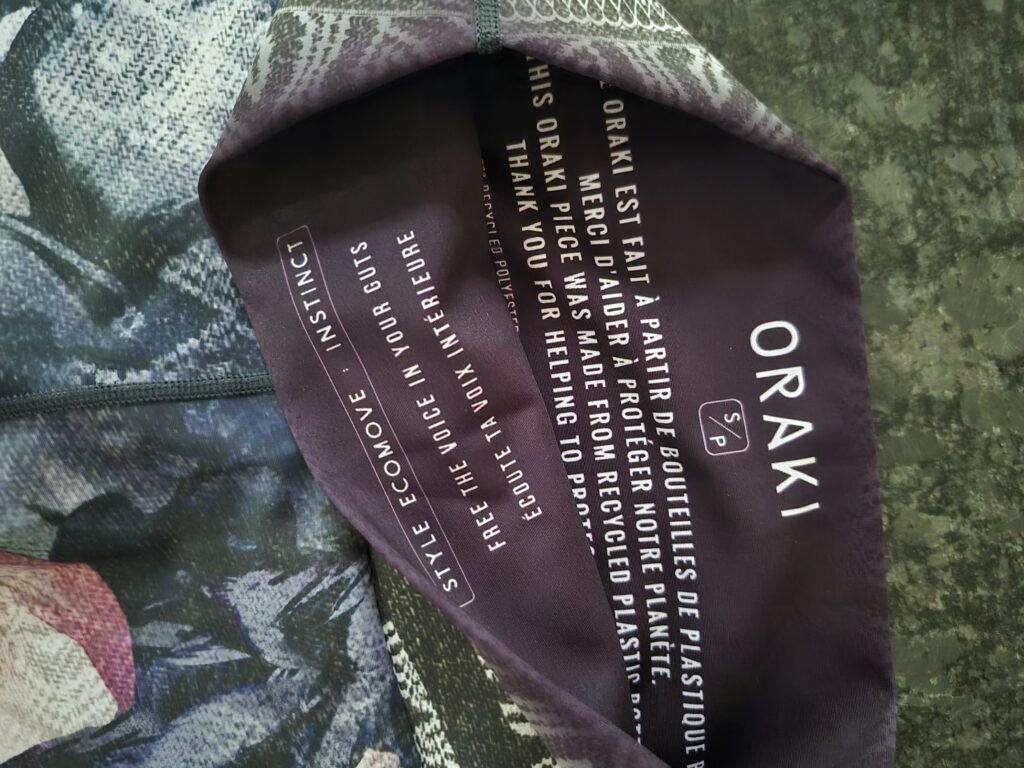 ORAKI
S/P
ORAKI EST FAIT À PARTIR DE BOUTEILLES DE PLASTIQUE
MERCI D'AIDER À PROTÉGER NOTRE PLANÈTE.
THIS ORAKI PIECE WAS MADE FROM RECYCLED PLASTIC
THANK YOU FOR HELPING TO
RECYCLED POLYESTER
ÉCOUTE TA VOIX INTÉRIEURE
FREE THE VOICE IN YOUR GUTS
STYLE ECOMOVE : INSTINCT